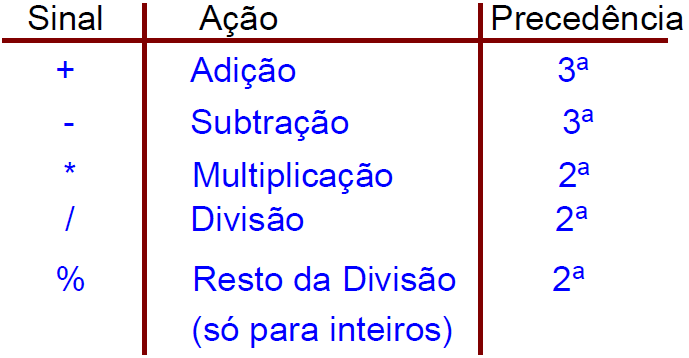 Sinal Ação Precedência
+ Adição 3ª
- Subtração 3ª
* Multiplicação 2ª
/ Divisão 2ª
% Resto da Divisão 2ª
(só para inteiros)